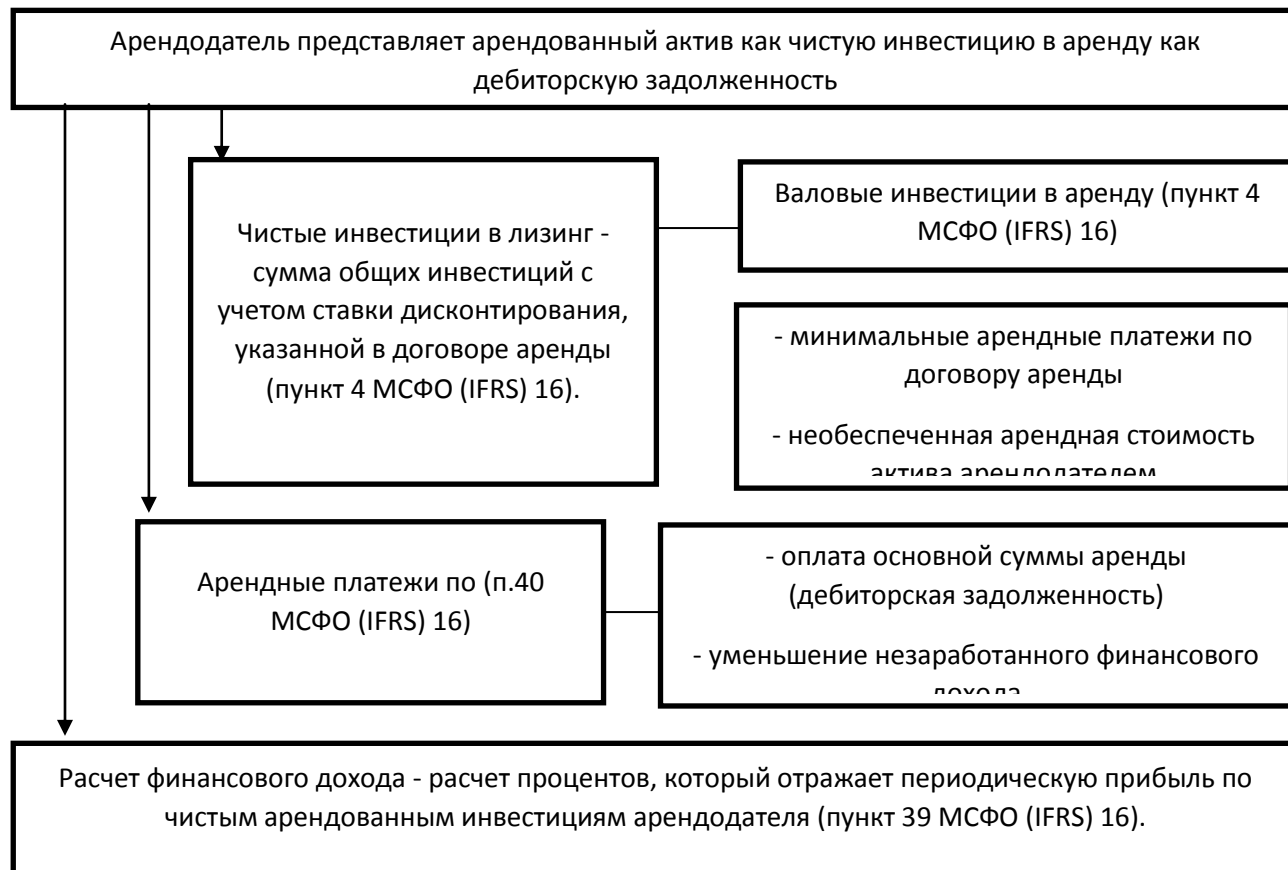 Арендодатель представляет арендованный актив как чистую инвестицию в аренду как
дебиторскую задолженность
Чистые инвестиции в лизинг -
сумма общих инвестиций с
учетом ставки дисконтирования,
указанной в договоре аренды
(пункт 4 МСФО (IFRS) 16).
Валовые инвестиции в аренду (пункт 4
МСФО (IFRS) 16)
- минимальные арендные платежи по
договору аренды
- необеспеченная арендная стоимость
актива арендодателем
Арендные платежи по (п.40
МСФО (IFRS) 16)
- оплата основной суммы аренды
(дебиторская задолженность)
- уменьшение незаработанного финансового
дохода
Расчет финансового дохода - расчет процентов, который отражает периодическую прибыль по
чистым арендованным инвестициям арендодателя (пункт 39 МСФО (IFRS) 16).